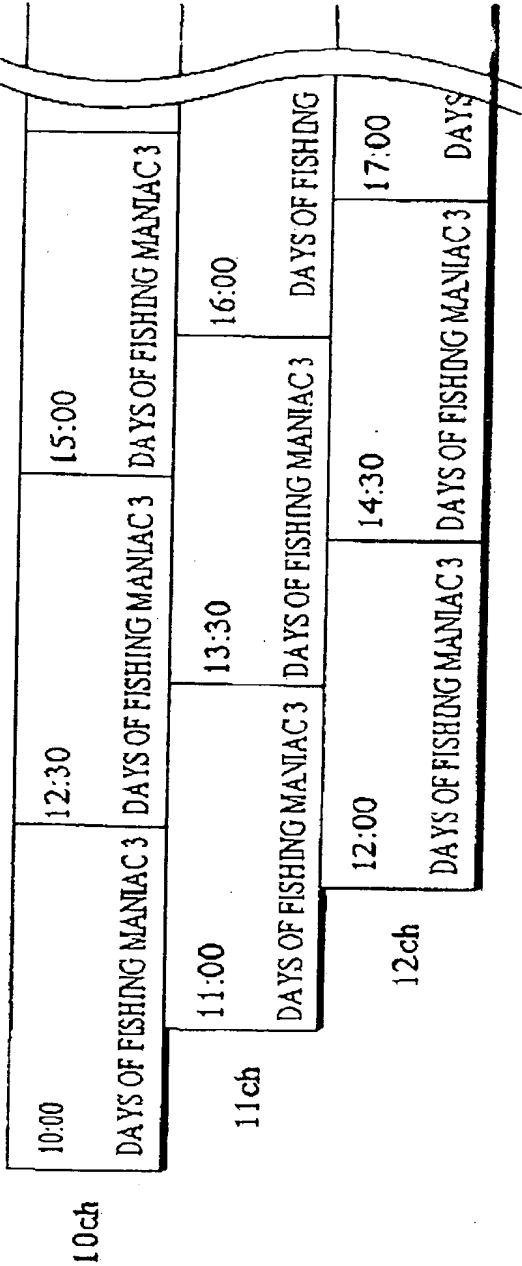 10ch
10:00
DAYS OF FISHING MANIAC 3
12:30
DAYS OF FISHING MANIAC 3
15:00
DAYS OF FISHING MANIAC 3
11ch
11:00
DAYS OF FISHING MANIAC 3
13:30
DAYS OF FISHING MANIAC 3
16:00
DAYS OF FISHING
12ch
12:00
DAYS OF FISHING MANIAC 3
14:30
DAYS OF FISHING MANIAC 3
17:00
DAYS